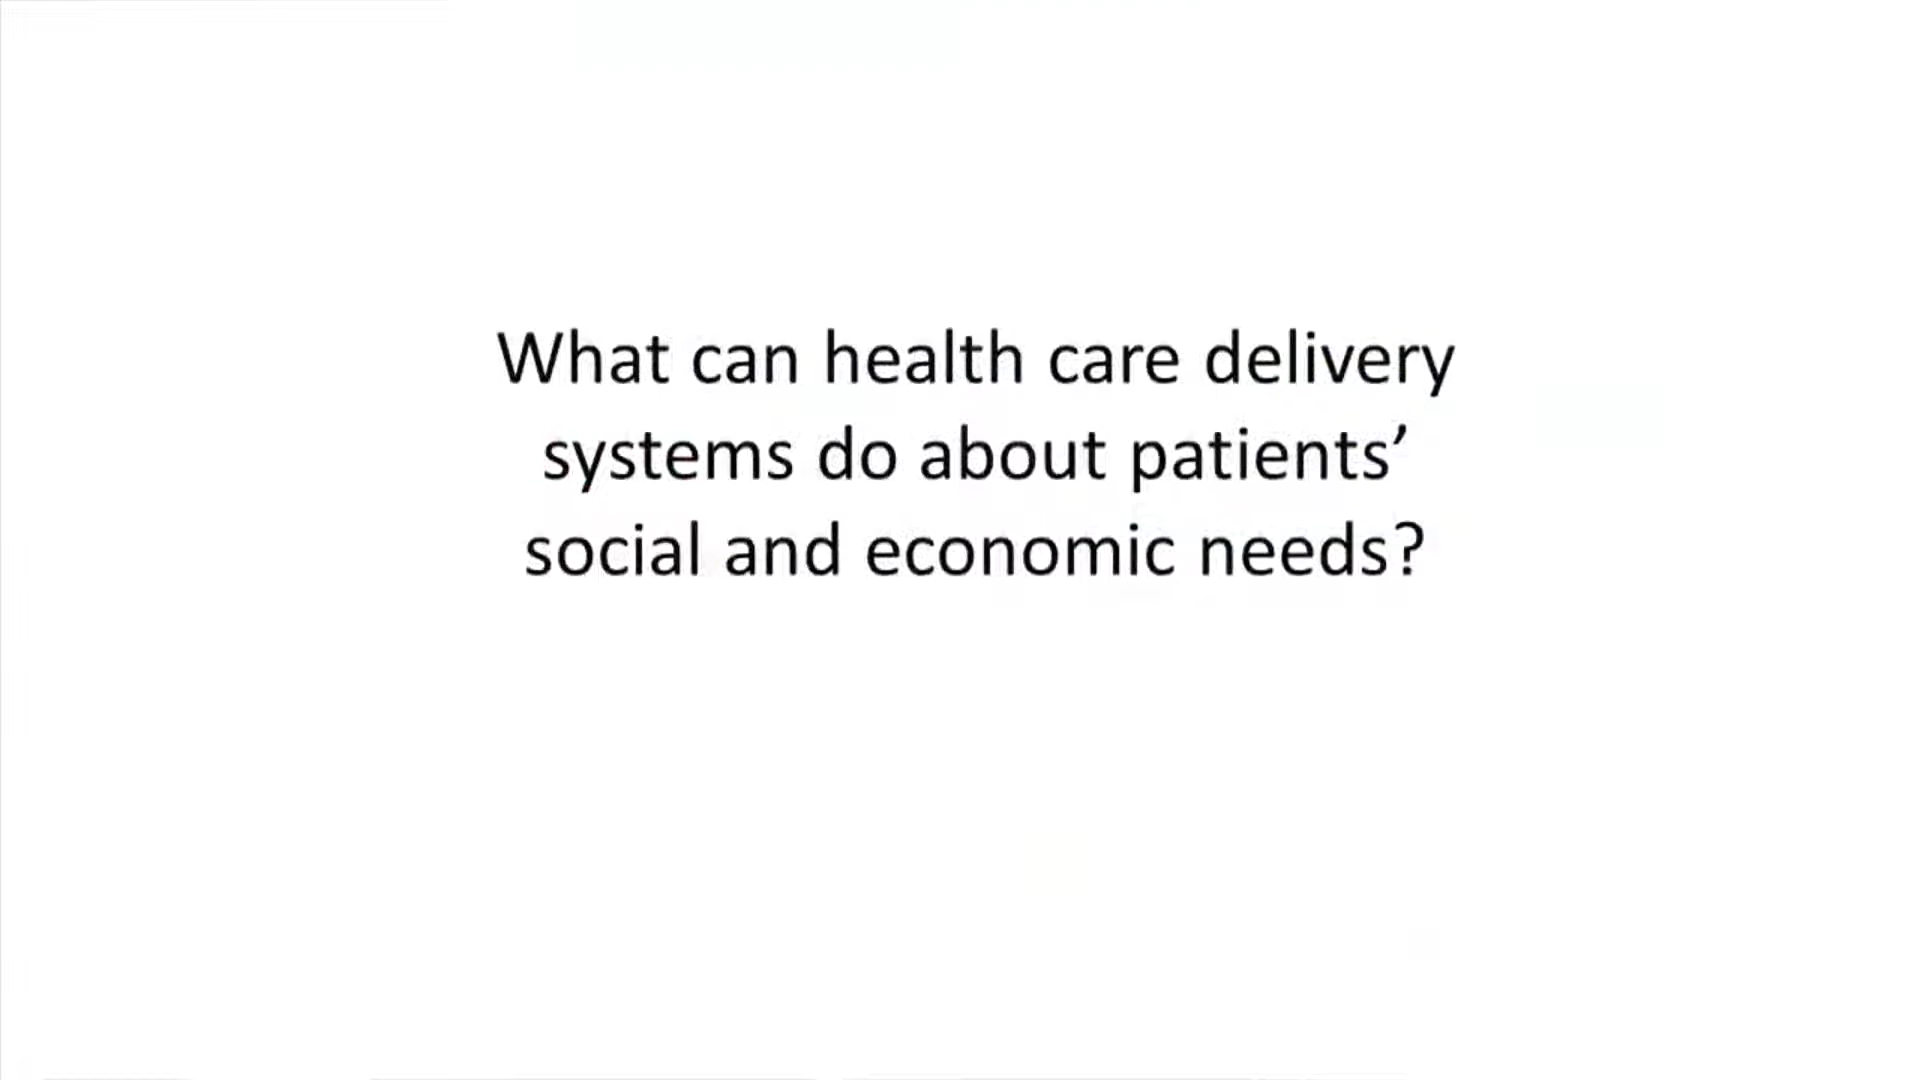 What can health care delivery
systems do about patients’
social and economic needs?